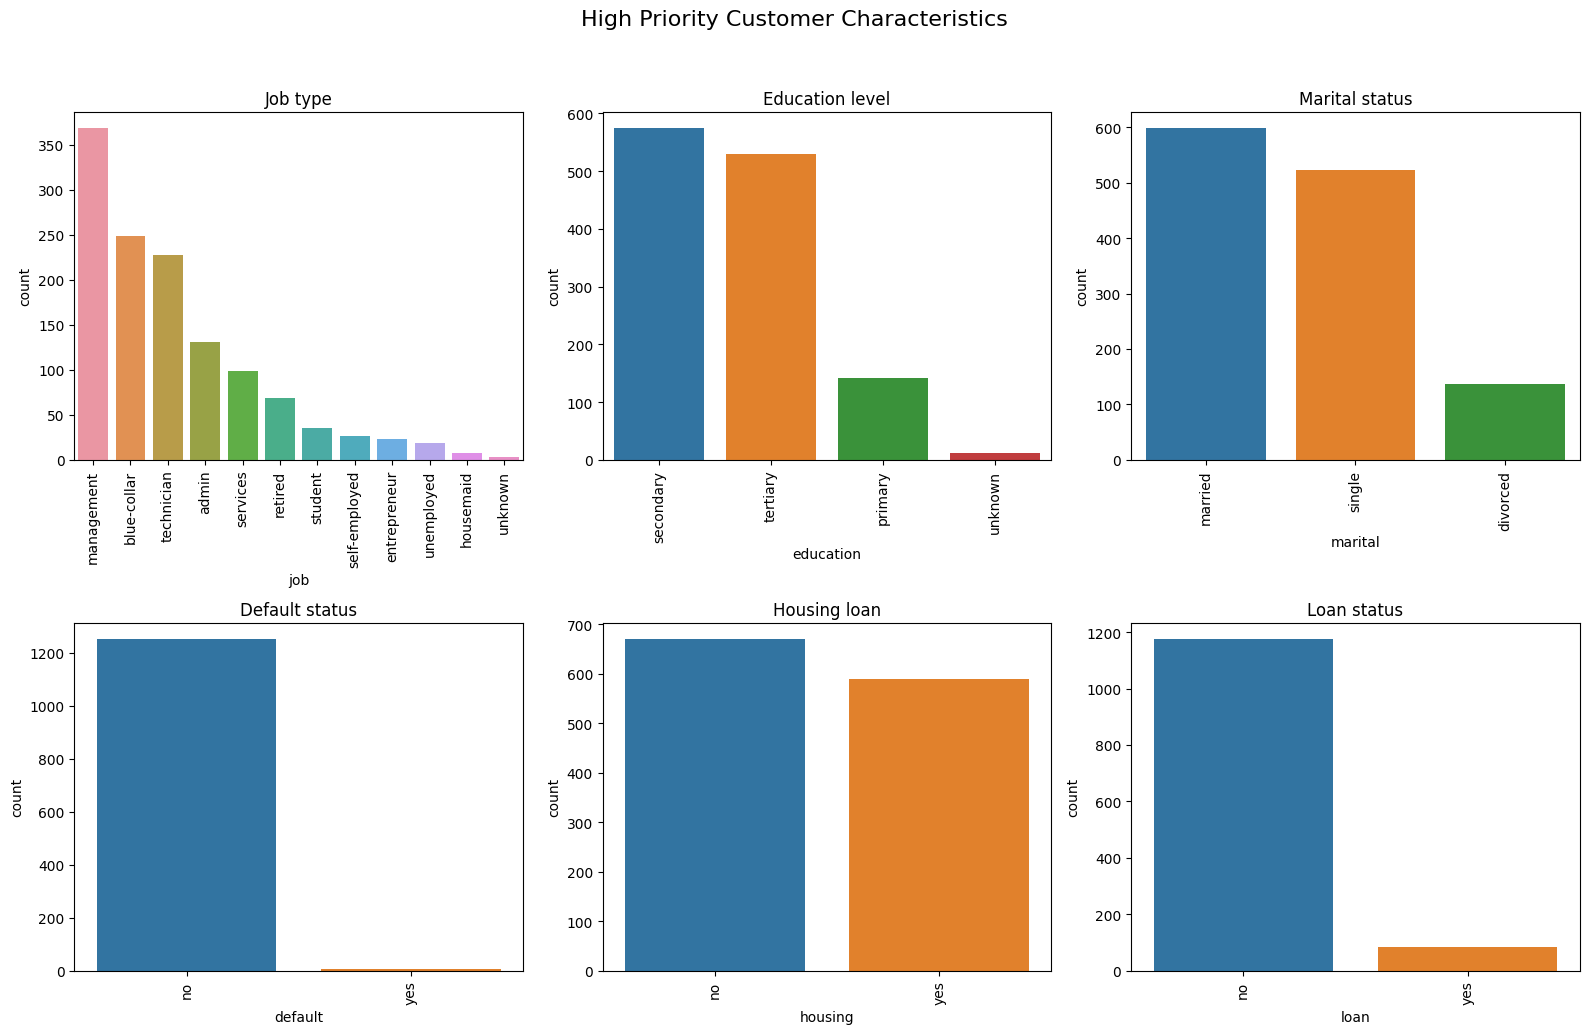 High Priority Customer Characteristics
Job type
count
350
300
250
200
150
100
50
0
management
blue-collar
technician
admin
services
retired
student
self-employed
entrepreneur
unemployed
housemaid
unknown
job
Education level
count
600
500
400
300
200
100
0
secondary
tertiary
primary
unknown
education
Marital status
count
600
500
400
300
200
100
0
married
single
divorced
marital
Default status
count
1200
1000
800
600
400
200
0
no
yes
default
Housing loan
count
700
600
500
400
300
200
100
0
no
yes
housing
Loan status
count
1200
1000
800
600
400
200
0
no
yes
loan